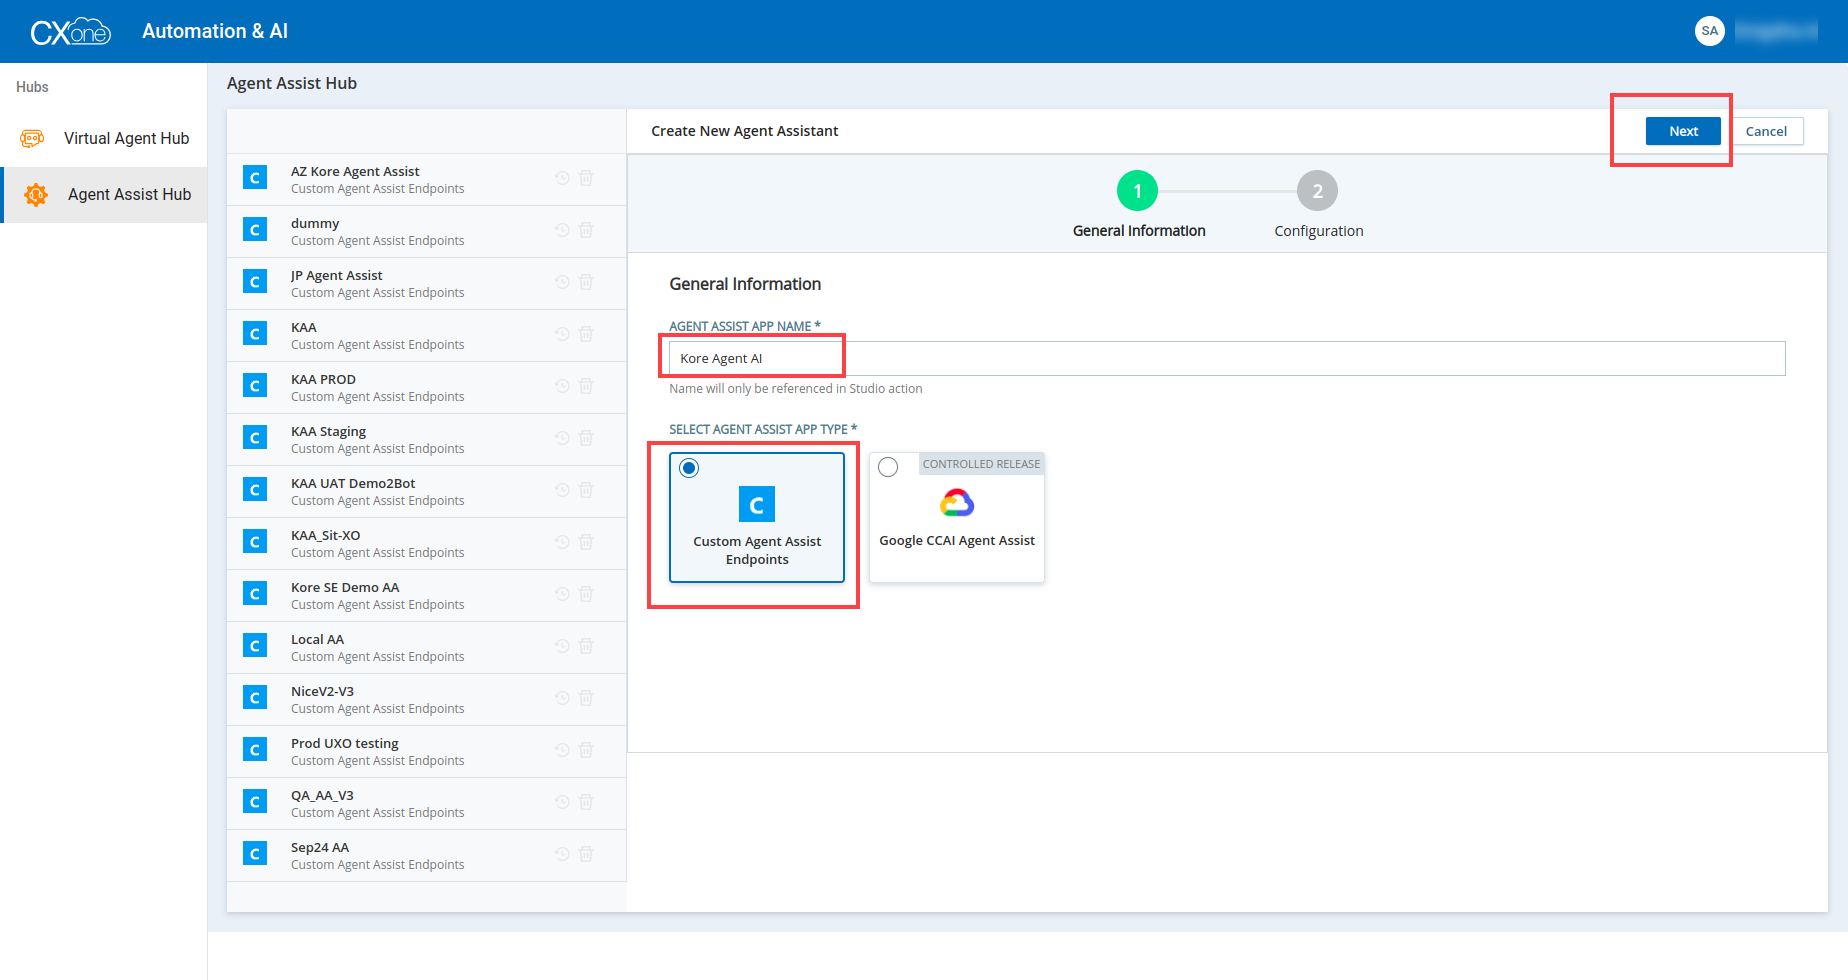 CXone
Automation & AI
SA
Hubs
Virtual Agent Hub
Agent Assist Hub
Agent Assist Hub
C
AZ Kore Agent Assist
Custom Agent Assist Endpoints
C
dummy
Custom Agent Assist Endpoints
C
JP Agent Assist
Custom Agent Assist Endpoints
C
KAA
Custom Agent Assist Endpoints
C
KAA PROD
Custom Agent Assist Endpoints
C
KAA Staging
Custom Agent Assist Endpoints
C
KAA UAT Demo2Bot
Custom Agent Assist Endpoints
C
KAA_Sit-XO
Custom Agent Assist Endpoints
C
Kore SE Demo AA
Custom Agent Assist Endpoints
C
Local AA
Custom Agent Assist Endpoints
C
NiceV2-V3
Custom Agent Assist Endpoints
C
Prod UXO testing
Custom Agent Assist Endpoints
C
QA_AA_V3
Custom Agent Assist Endpoints
C
Sep24 AA
Custom Agent Assist Endpoints
Create New Agent Assistant
Next
Cancel
1
2
General Information
Configuration
General Information
AGENT ASSIST APP NAME *
Kore Agent AI
Name will only be referenced in Studio action
SELECT AGENT ASSIST APP TYPE *
C
Custom Agent Assist
Endpoints
CONTROLLED RELEASE
Google CCAI Agent Assist